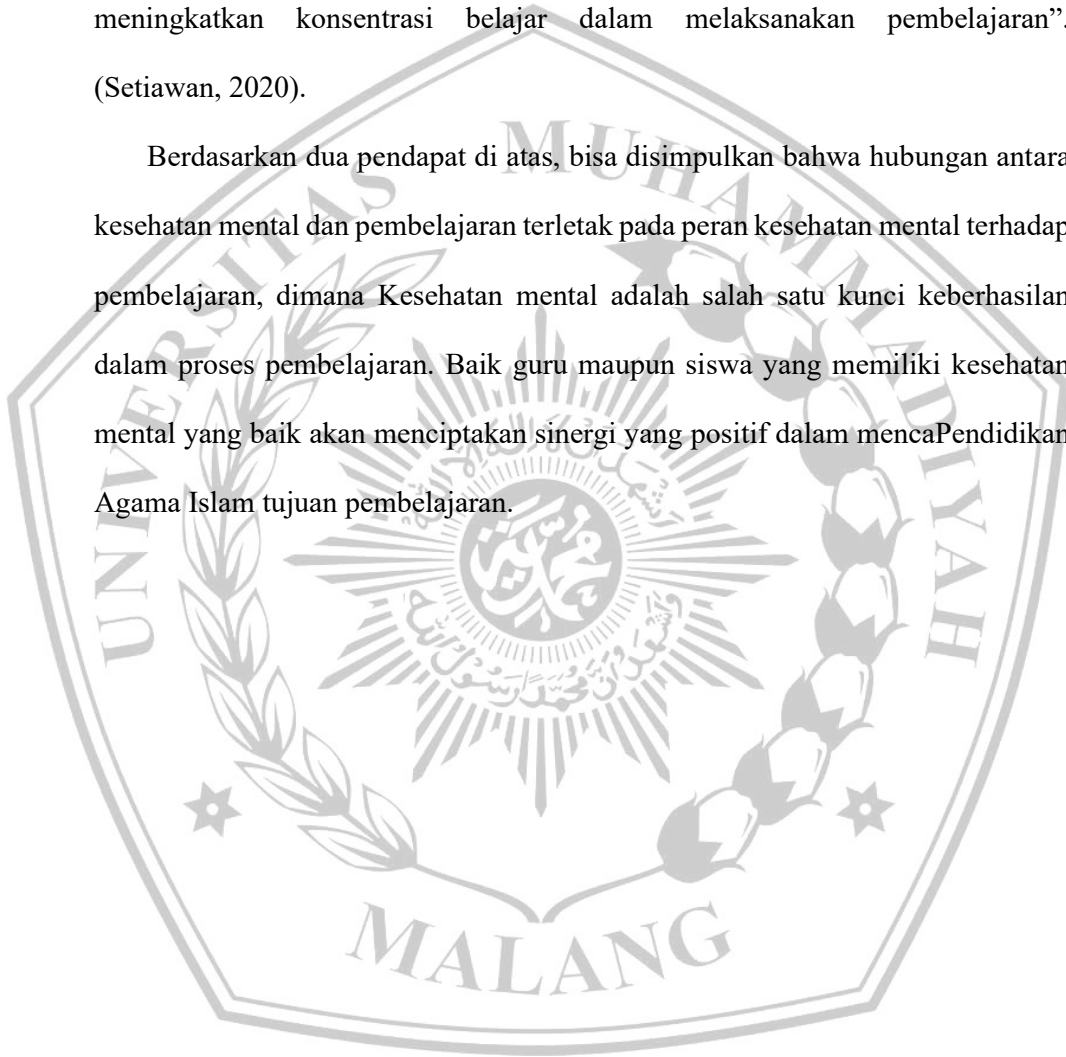 meningkatkan konsentrasi belajar dalam melaksanakan pembelajaran”.
(Setiawan, 2020).
Berdasarkan dua pendapat di atas, bisa disimpulkan bahwa hubungan antara
kesehatan mental dan pembelajaran terletak pada peran kesehatan mental terhadap
pembelajaran, dimana Kesehatan mental adalah salah satu kunci keberhasilan
dalam proses pembelajaran. Baik guru maupun siswa yang memiliki kesehatan
mental yang baik akan menciptakan sinergi yang positif dalam mencaPendidikan
Agama Islam tujuan pembelajaran.
UNIVERSITAS MUHAMMADIYAH
MALANG